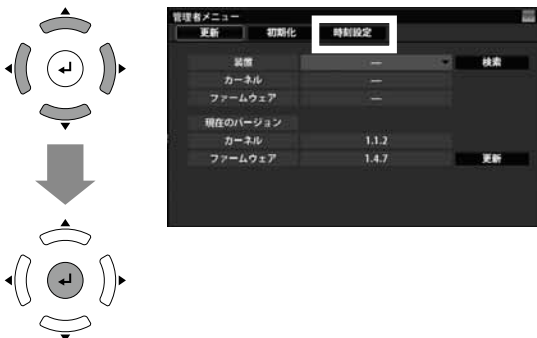 管理者メニュー
更新 初期化 時刻設定
装置 — 検索
カーネル —
ファームウェア —
現在のバージョン
カーネル 1.1.2
ファームウェア 1.4.7 更新